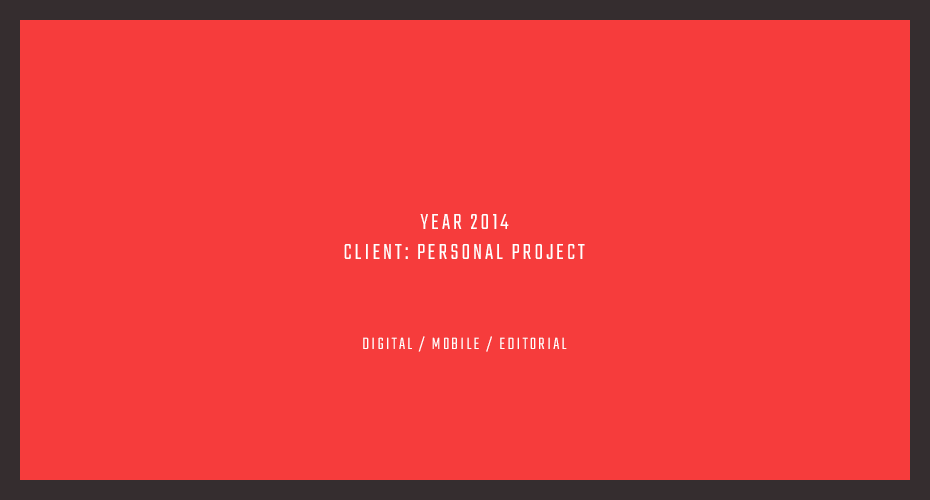 YEAR 2014
CLIENT: PERSONAL PROJECT
DIGITAL / MOBILE / EDITORIAL